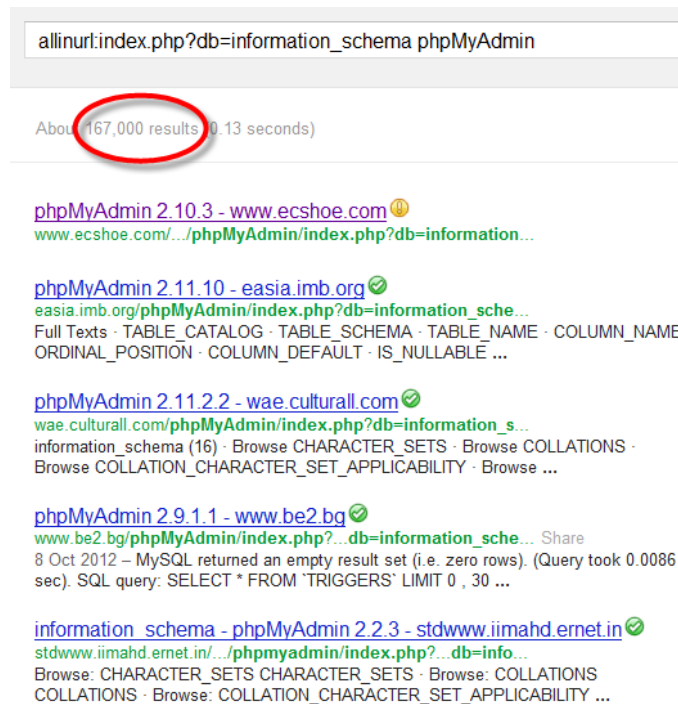 allinurl:index.php?db=information_schema phpMyAdmin
About 167,000 results (0.13 seconds)
phpMyAdmin 2.10.3 - www.ecshoe.com
www.ecshoe.com/.../phpMyAdmin/index.php?db=information...
phpMyAdmin 2.11.10 - easia.imb.org
easia.imb.org/phpMyAdmin/index.php?db=information_sche...
Full Texts · TABLE_CATALOG · TABLE_SCHEMA · TABLE_NAME · COLUMN_NAME
ORDINAL_POSITION · COLUMN_DEFAULT · IS_NULLABLE ...
phpMyAdmin 2.11.2.2 - wae.culturall.com
wae.culturall.com/phpMyAdmin/index.php?db=information_s...
information_schema (16) · Browse CHARACTER_SETS · Browse COLLATIONS ·
Browse COLLATION_CHARACTER_SET_APPLICABILITY · Browse ...
phpMyAdmin 2.9.1.1 - www.be2.bg
www.be2.bg/phpMyAdmin/index.php?...db=information_sche... Share
8 Oct 2012 – MySQL returned an empty result set (i.e. zero rows). (Query took 0.0086
sec). SQL query: SELECT * FROM `TRIGGERS` LIMIT 0 , 30 ...
information_schema - phpMyAdmin 2.2.3 - stdwww.iimahd.ernet.in
stdwww.iimahd.ernet.in/.../phpmyadmin/index.php?...db=info...
Browse: CHARACTER_SETS CHARACTER_SETS · Browse: COLLATIONS
COLLATIONS · Browse: COLLATION_CHARACTER_SET_APPLICABILITY ...